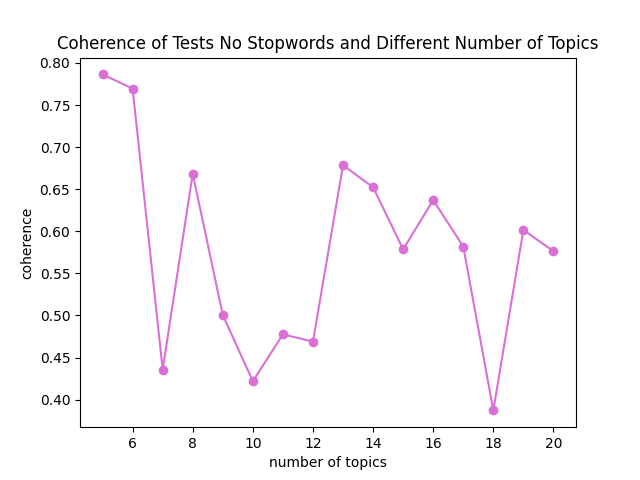 Coherence of Tests No Stopwords and Different Number of Topics
0.80
0.75
0.70
0.65
0.60
0.55
0.50
0.45
0.40
coherence
6 8 10 12 14 16 18 20
number of topics